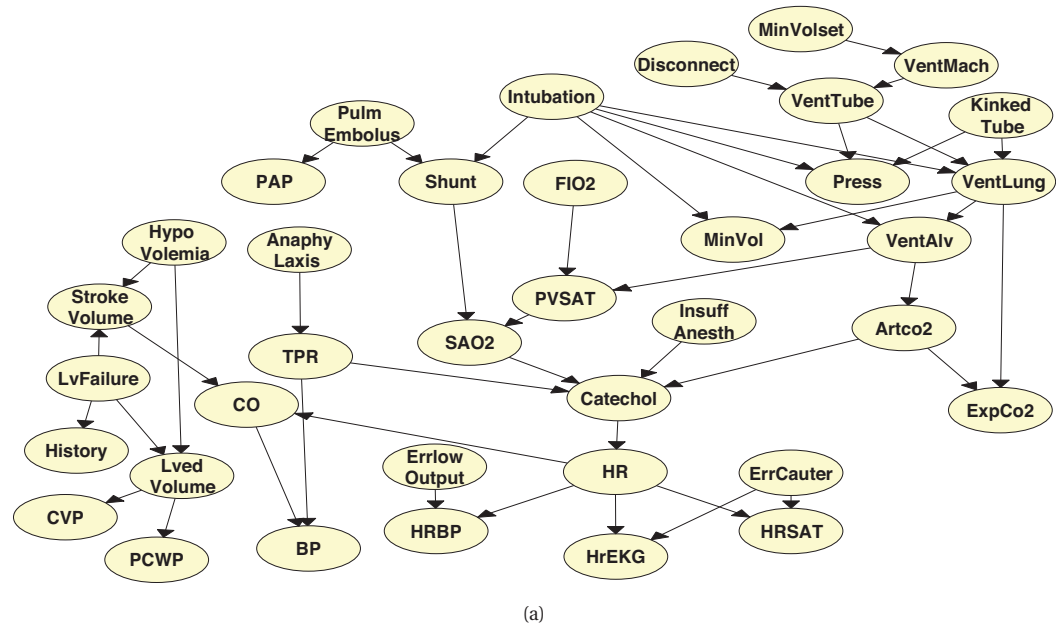 MinVolset
Disconnect
VentMach
Intubation
VentTube
Kinked
Tube
Pulm
Embolus
PAP
Shunt
FIO2
Press
VentLung
Hypo
Volemia
Anaphy
Laxis
MinVol
VentAlv
Stroke
Volume
PVSAT
Insuff
Anesth
Artco2
SAO2
TPR
LvFailure
CO
Catechol
ExpCo2
History
Lved
Volume
Errlow
Output
HR
ErrCauter
CVP
PCWP
BP
HRBP
HrEKG
HRSAT
(a)